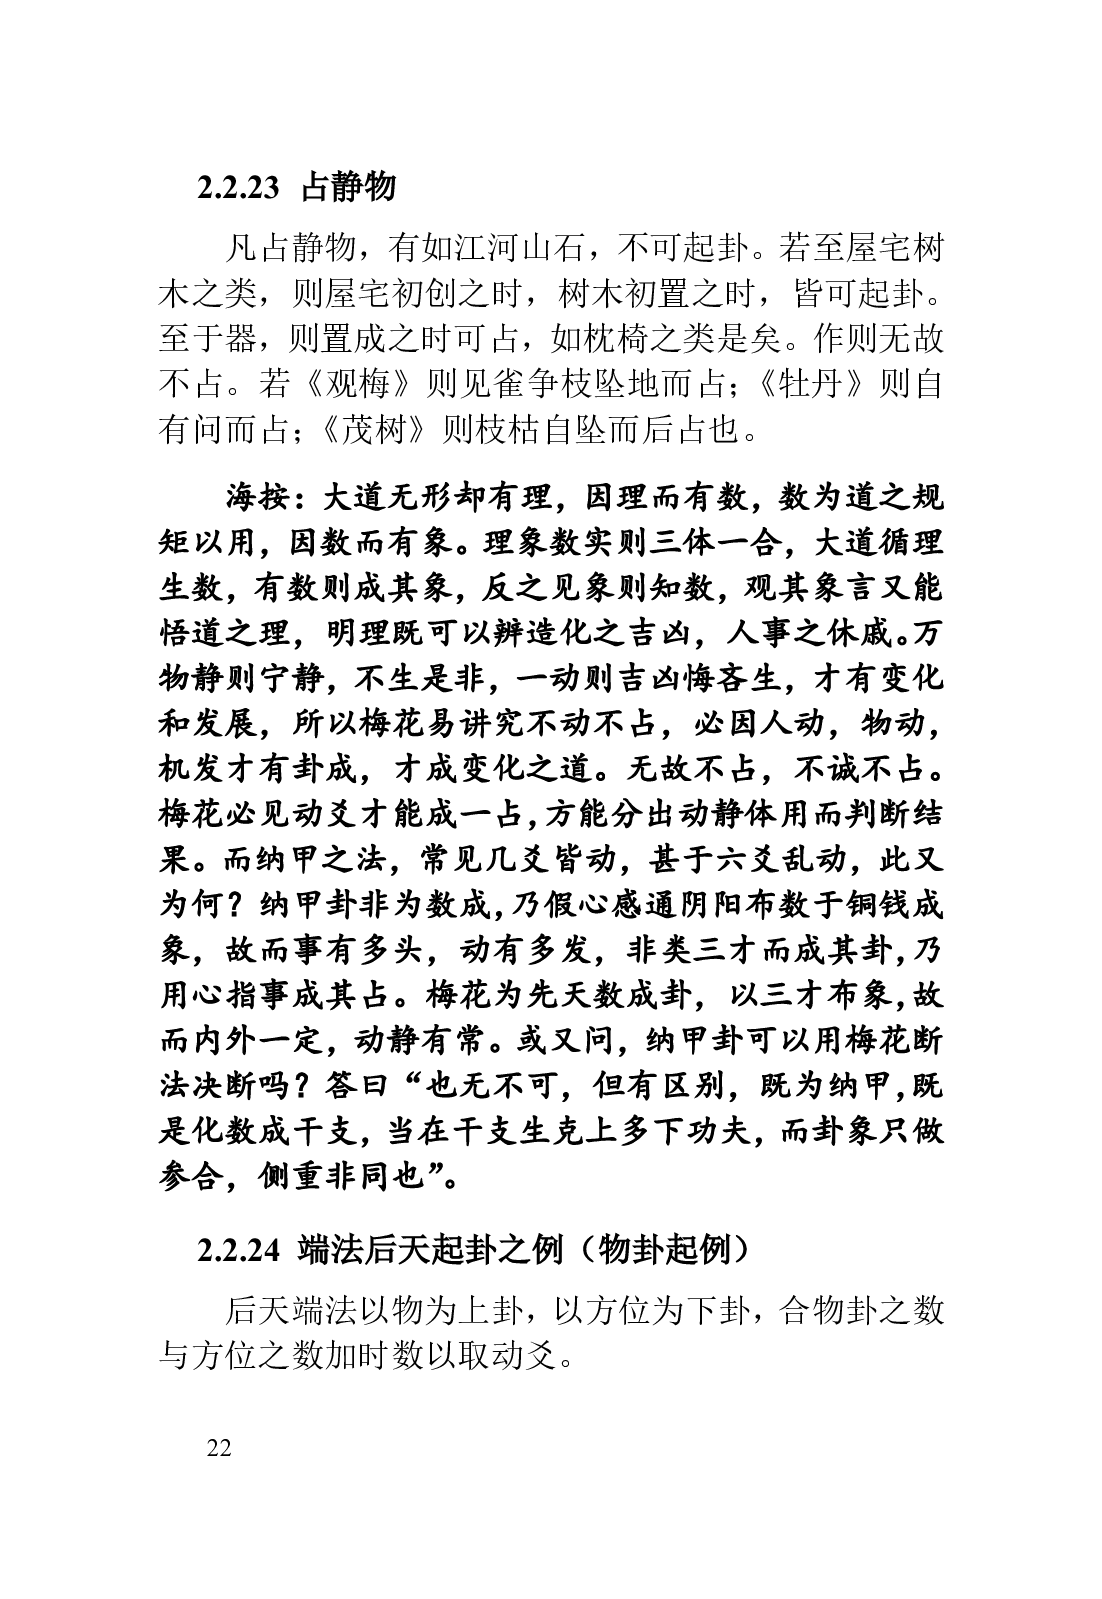 2.2.23 占静物
凡占静物，有如江河山石，不可起卦。若至屋宅树
木之类，则屋宅初创之时，树木初置之时，皆可起卦。
至于器，则置成之时可占，如枕椅之类是矣。作则无故
不占。若《观梅》则见雀争枝坠地而占；《牡丹》则自
有问而占；《茂树》则枝枯自坠而后占也。
海按：大道无形却有理，因理而有数，数为道之规
矩以用，因数而有象。理象数实则三体一合，大道循理
生数，有数则成其象，反之见象则知数，观其象言又能
悟道之理，明理既可以辨造化之吉凶，人事之休戚。万
物静则宁静，不生是非，一动则吉凶悔吝生，才有变化
和发展，所以梅花易讲究不动不占，必因人动，物动，
机发才有卦成，才成变化之道。无故不占，不诚不占。
梅花必见动爻才能成一占，方能分出动静体用而判断结
果。而纳甲之法，常见几爻皆动，甚于六爻乱动，此又
为何？纳甲卦非为数成，乃假心感通阴阳布数于铜钱成
象，故而事有多头，动有多发，非类三才而成其卦，乃
用心指事成其占。梅花为先天数成卦，以三才布象，故
而内外一定，动静有常。或又问，纳甲卦可以用梅花断
法决断吗？答曰“也无不可，但有区别，既为纳甲，既
是化数成干支，当在干支生克上多下功夫，而卦象只做
参合，侧重非同也”。
2.2.24 端法后天起卦之例（物卦起例）
后天端法以物为上卦，以方位为下卦，合物卦之数
与方位之数加时数以取动爻。
22